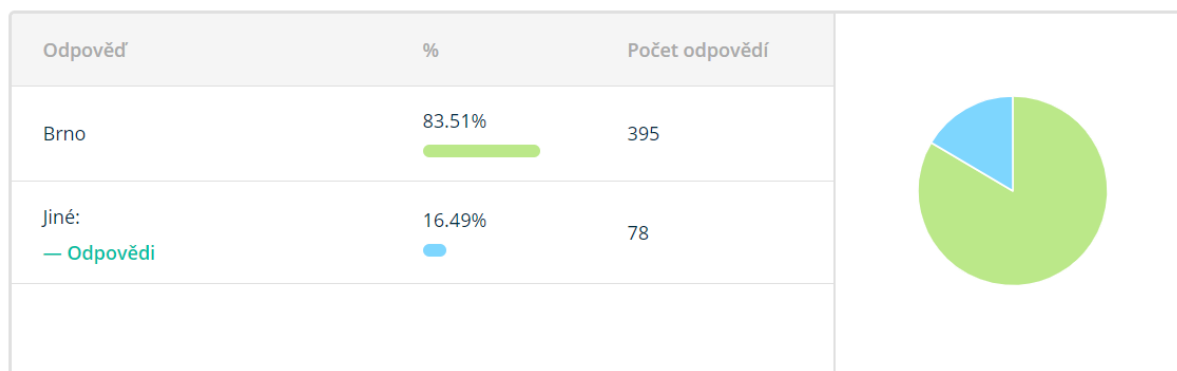 Odpověď % Počet odpovědí
Brno 83.51% 395
Jiné: 16.49% 78
— Odpovědi